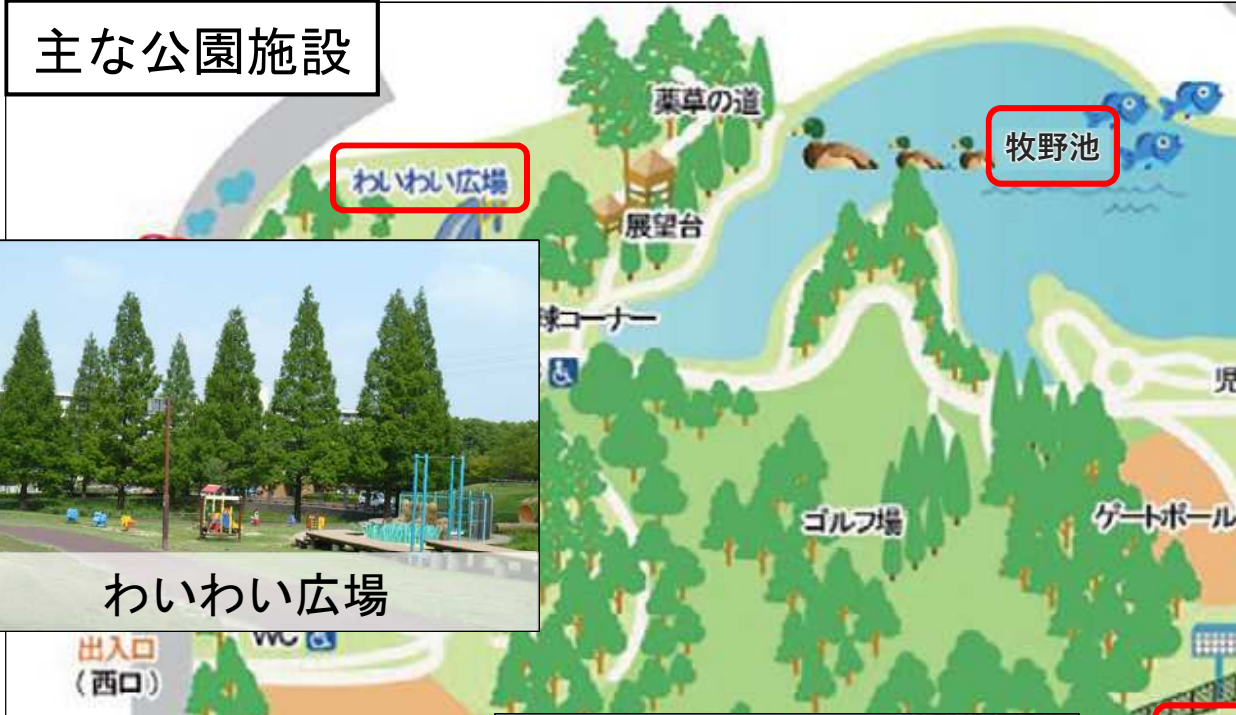 主な公園施設
薬草の道
牧野池
わいわい広場
展望台
球コーナー
児
ゴルフ場
ゲートボール
わいわい広場
WC
出入口
(西口)